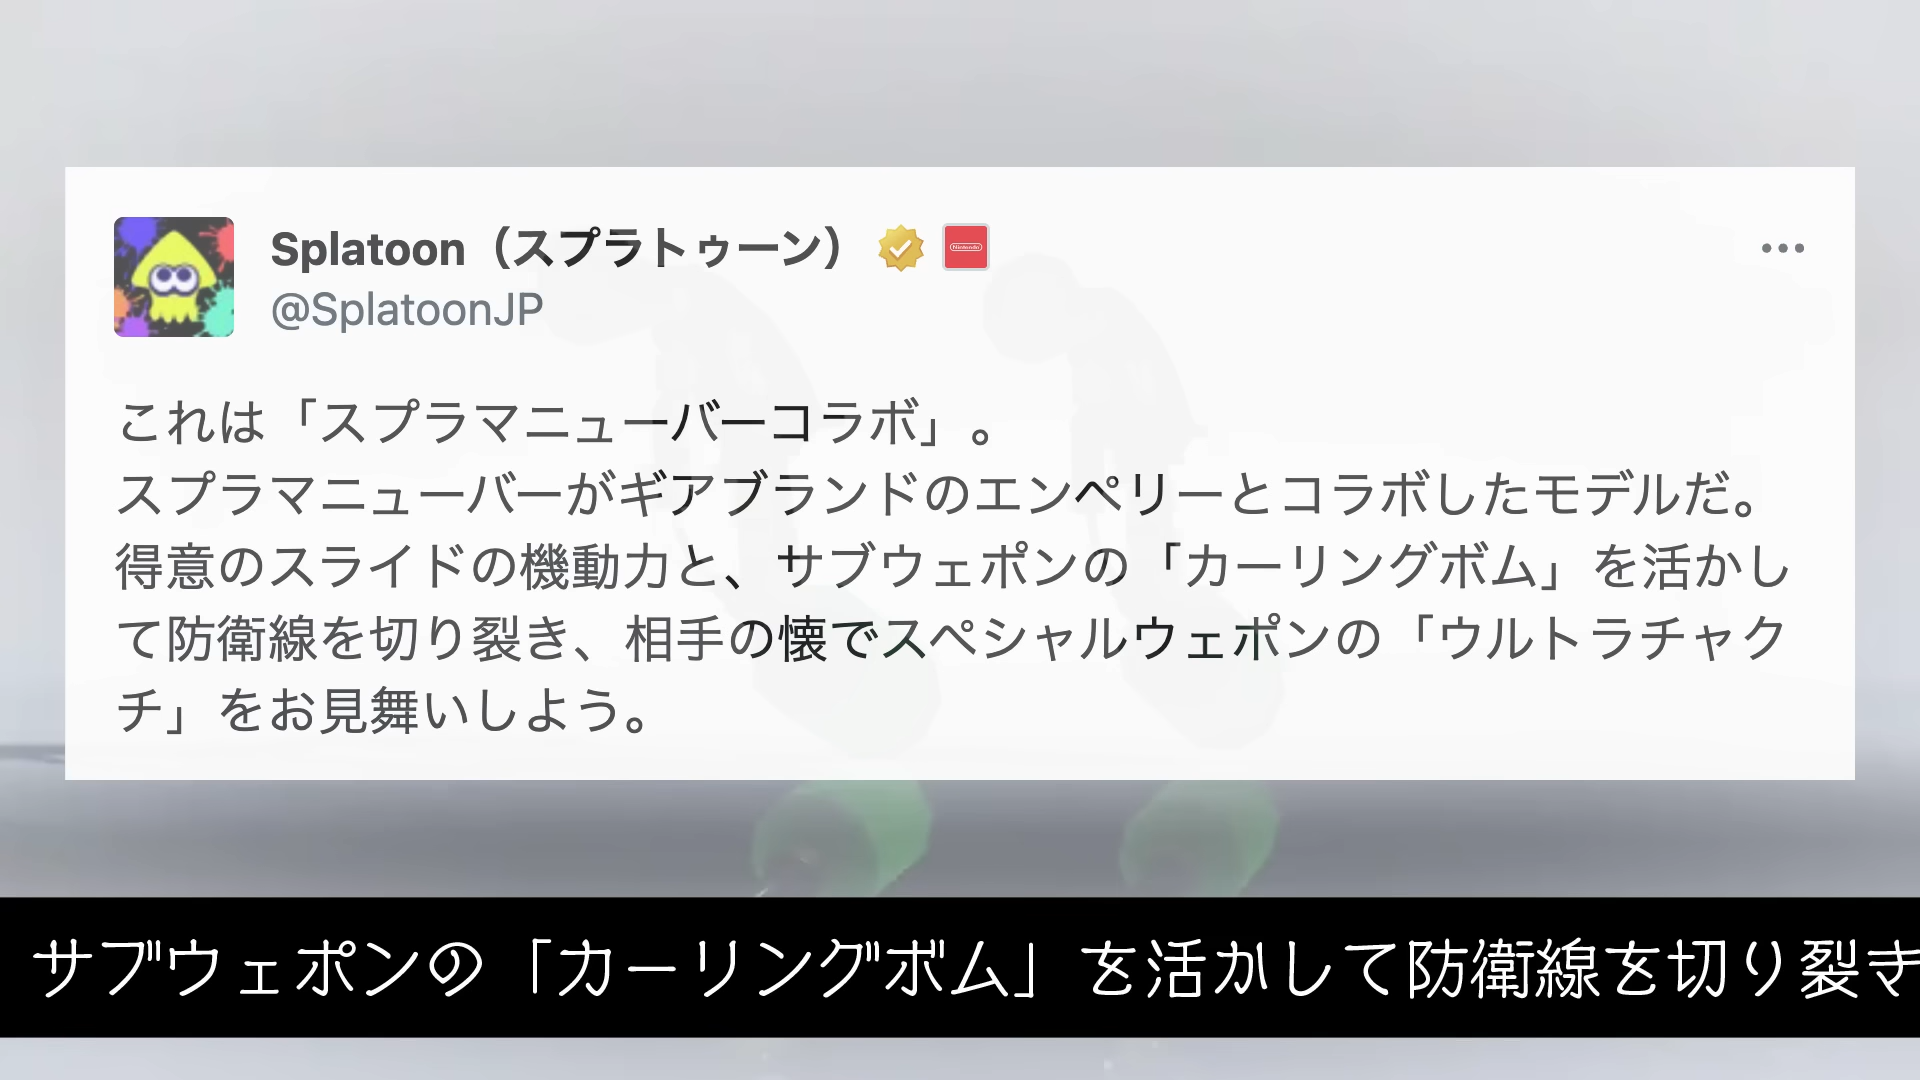 Splatoon（スプラトゥーン）
Nintendo
@SplatoonJP
これは「スプラマニューバーコラボ」。
スプラマニューバーがギアブランドのエンペリーとコラボしたモデルだ。
得意のスライドの機動力と、サブウェポンの「カーリングボム」を活かし
て防衛線を切り裂き、相手の懐でスペシャルウェポンの「ウルトラチャク
チ」をお見舞いしよう。
サブウェポンの「カーリングボム」を活かして防衛線を切り裂き